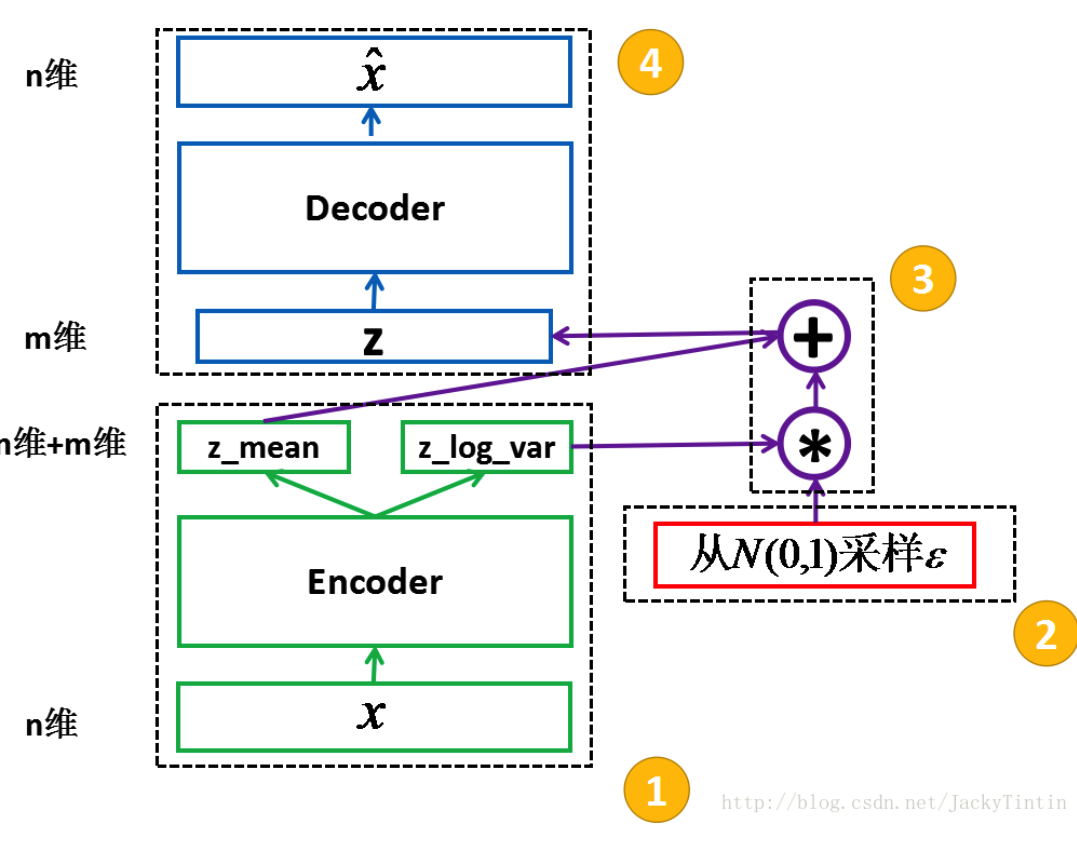 n维
x̂
4
Decoder
3
m维
z
+
m维+m维
z_mean
z_log_var
*
从N(0,1)采样ε
Encoder
2
n维
x
1
http://blog.csdn.net/JackyTintin